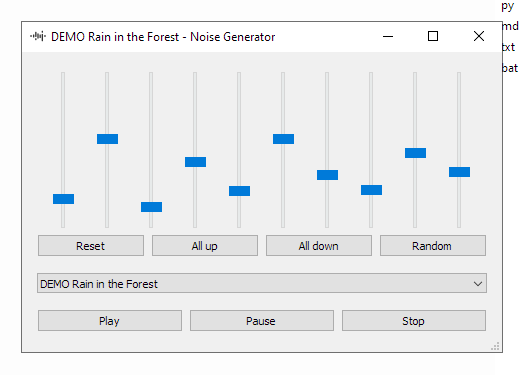 DEMO Rain in the Forest - Noise Generator
Reset All up All down Random
DEMO Rain in the Forest
Play Pause Stop
py
md
txt
bat